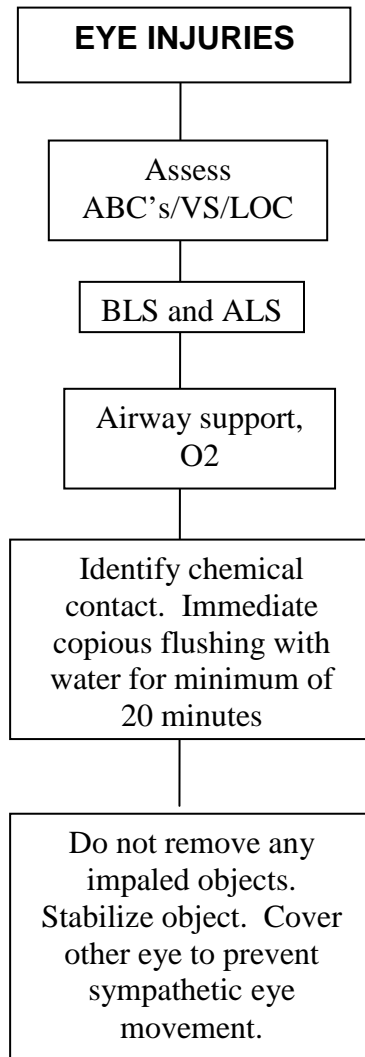 EYE INJURIES
Assess
ABC’s/VS/LOC
BLS and ALS
Airway support,
O2
Identify chemical
contact.  Immediate
copious flushing with
water for minimum of
20 minutes
Do not remove any
impaled objects.
Stabilize object.  Cover
other eye to prevent
sympathetic eye
movement.